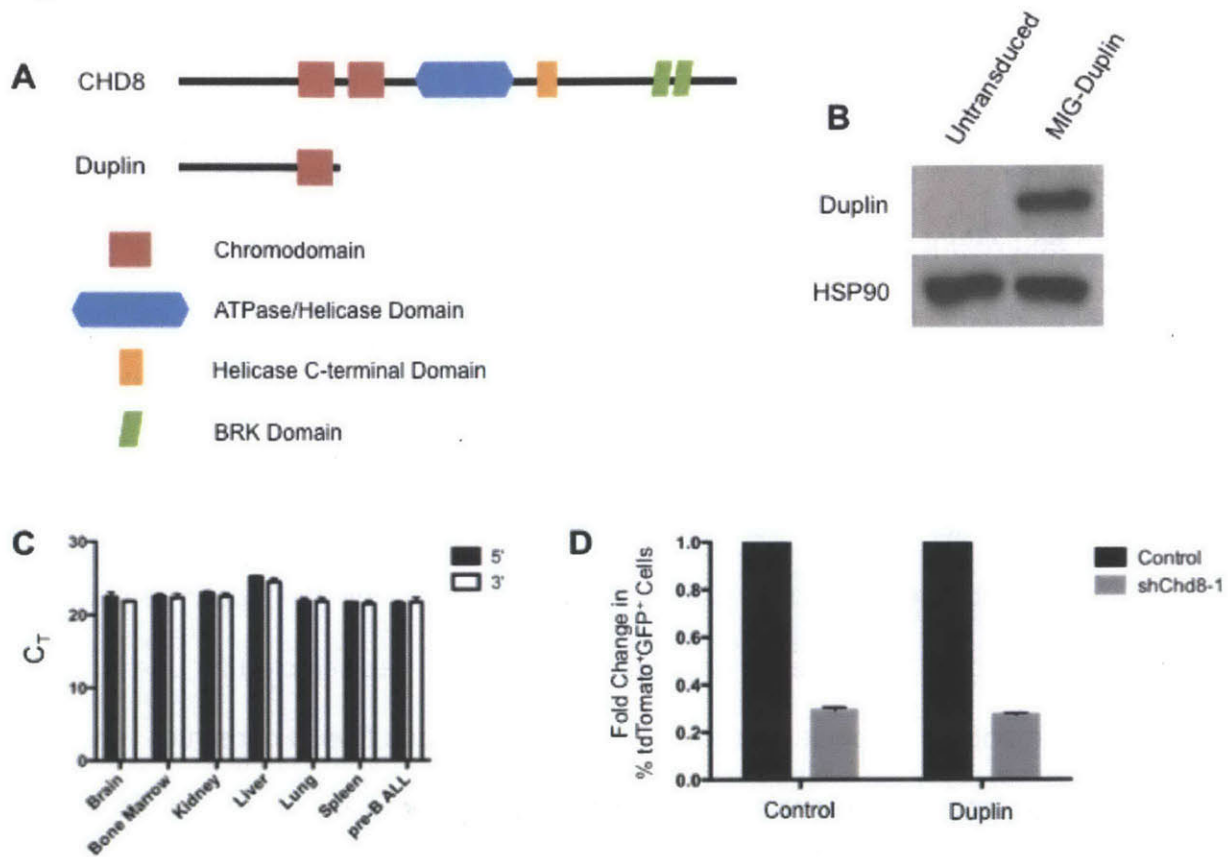 A
CHD8
Duplin
Chromodomain
ATPase/Helicase Domain
Helicase C-terminal Domain
BRK Domain
B
Untransduced
MIG-Duplin
Duplin
HSP90
C
30
20
10
0
C_T
5'
3'
Brain
Bone Marrow
Kidney
Liver
Lung
Spleen
pre-B ALL
D
1.0
0.8
0.6
0.4
0.2
0.0
Fold Change in
% tdTomato⁺GFP⁺ Cells
Control
shChd8-1
Control
Duplin